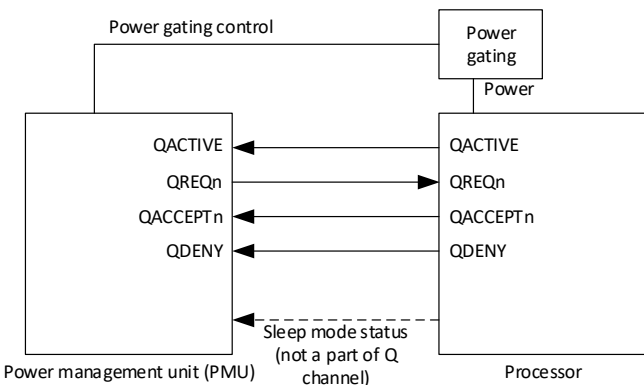 Power gating control
Power
gating
Power
QACTIVE
QACTIVE
QREQn
QREQn
QACCEPTn
QACCEPTn
QDENY
QDENY
Sleep mode status
(not a part of Q
channel)
Power management unit (PMU)
Processor